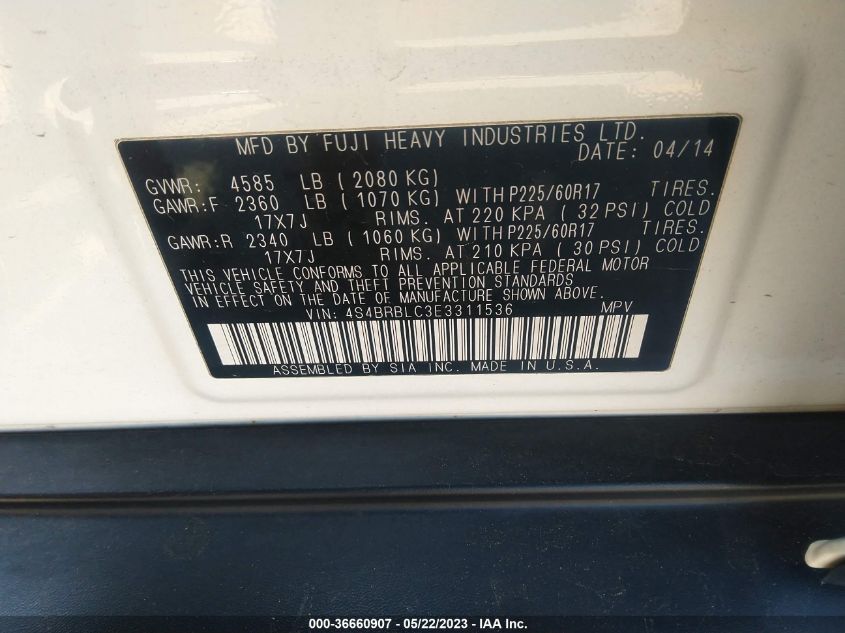 MFD BY FUJI HEAVY INDUSTRIES LTD.
DATE: 04/14
GVWR: 4585 LB ( 2080 KG)
GAWR:F 2360 LB ( 1070 KG) WITH P225/60R17 TIRES.
17X7J RIMS. AT 220 KPA ( 32 PSI) COLD
GAWR:R 2340 LB ( 1060 KG) WITH P225/60R17 TIRES.
17X7J RIMS. AT 210 KPA ( 30 PSI) COLD
THIS VEHICLE CONFORMS TO ALL APPLICABLE FEDERAL MOTOR
VEHICLE SAFETY AND THEFT PREVENTION STANDARDS
IN EFFECT ON THE DATE OF MANUFACTURE SHOWN ABOVE.
VIN: 4S4BRBLC3E3311536 MPV
ASSEMBLED BY SIA INC. MADE IN U.S.A.
000-36660907 - 05/22/2023 - IAA Inc.